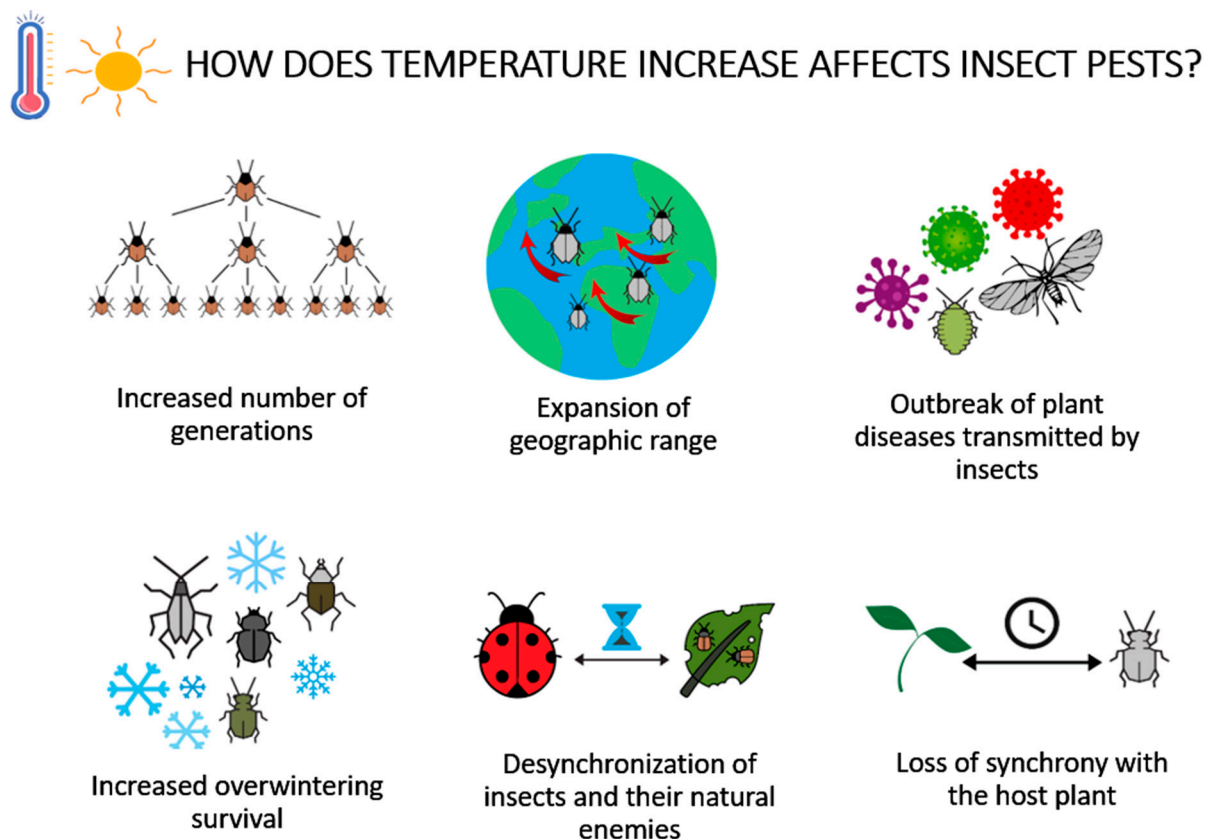 HOW DOES TEMPERATURE INCREASE AFFECTS INSECT PESTS?
Increased number of
generations
Expansion of
geographic range
Outbreak of plant
diseases transmitted by
insects
Increased overwintering
survival
Desynchronization of
insects and their natural
enemies
Loss of synchrony with
the host plant